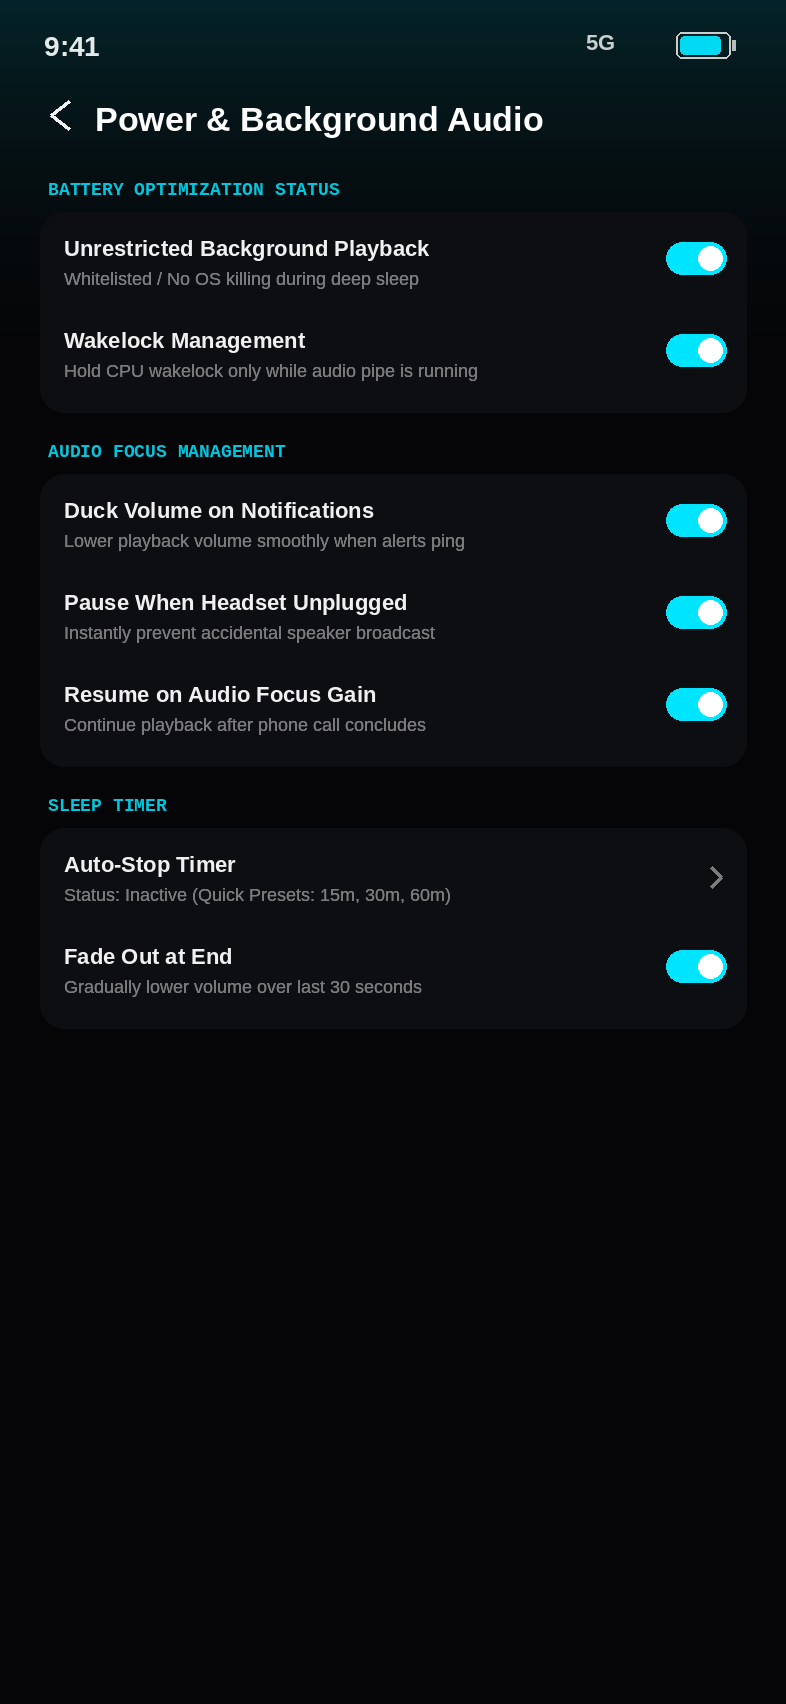 9:41
5G
Power & Background Audio
BATTERY OPTIMIZATION STATUS
Unrestricted Background Playback
Whitelisted / No OS killing during deep sleep
Wakelock Management
Hold CPU wakelock only while audio pipe is running
AUDIO FOCUS MANAGEMENT
Duck Volume on Notifications
Lower playback volume smoothly when alerts ping
Pause When Headset Unplugged
Instantly prevent accidental speaker broadcast
Resume on Audio Focus Gain
Continue playback after phone call concludes
SLEEP TIMER
Auto-Stop Timer
Status: Inactive (Quick Presets: 15m, 30m, 60m)
Fade Out at End
Gradually lower volume over last 30 seconds